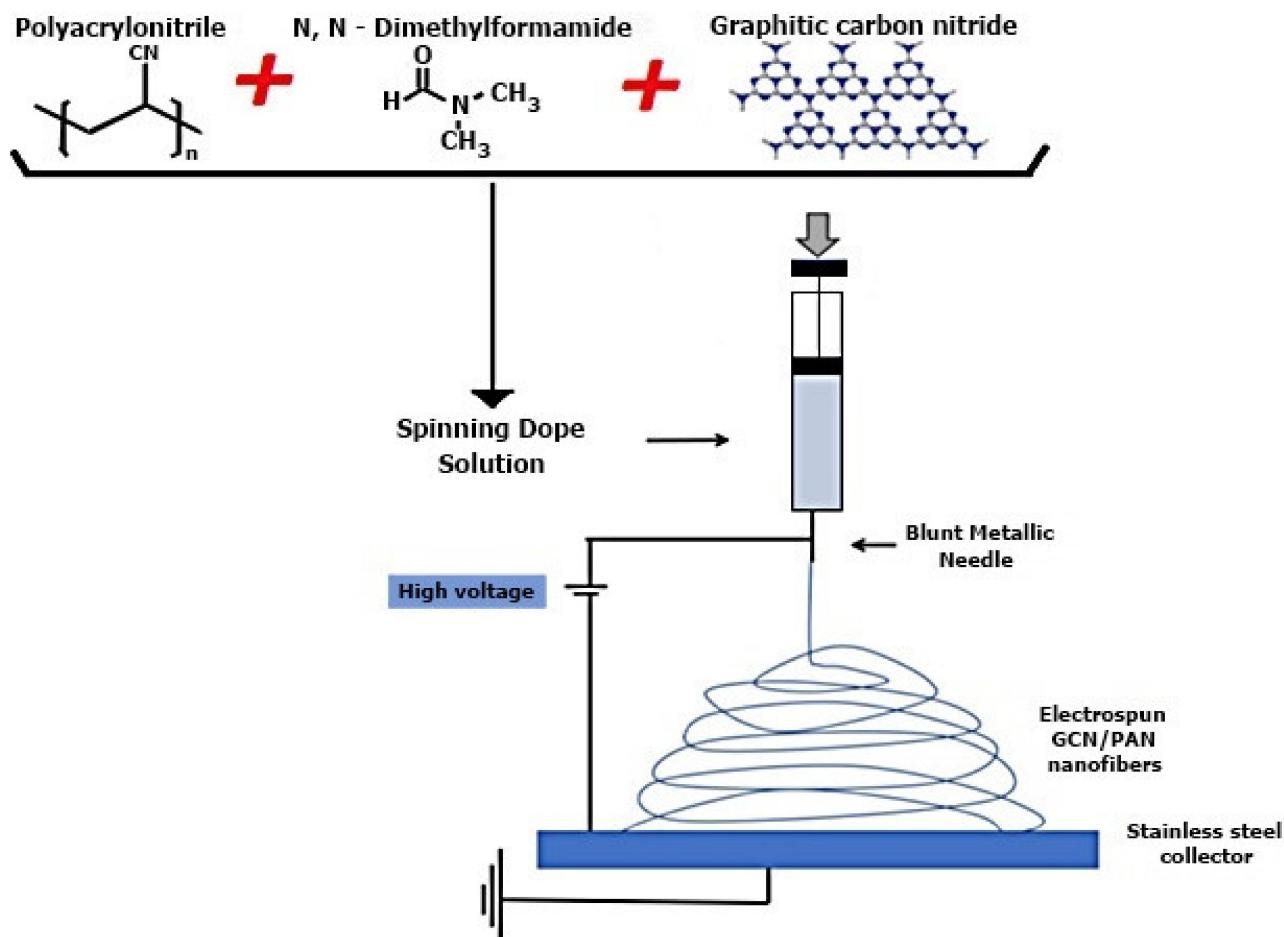 Polyacrylonitrile
N, N - Dimethylformamide
Graphitic carbon nitride
CN
n
O
H
N
CH3
CH3
Spinning Dope
Solution
Blunt Metallic
Needle
High voltage
Electrospun
GCN/PAN
nanofibers
Stainless steel
collector